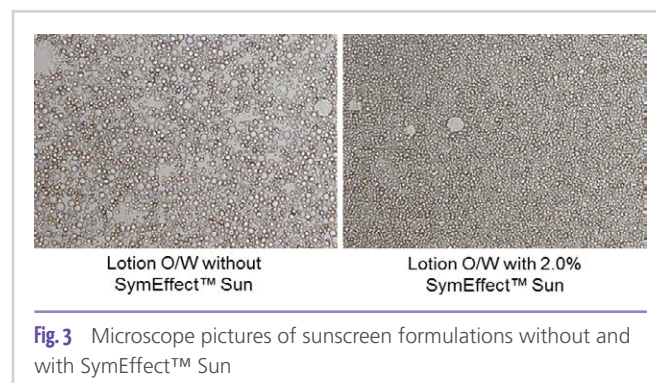 Lotion O/W without
SymEffect™ Sun
Lotion O/W with 2.0%
SymEffect™ Sun
Fig. 3 Microscope pictures of sunscreen formulations without and
with SymEffect™ Sun